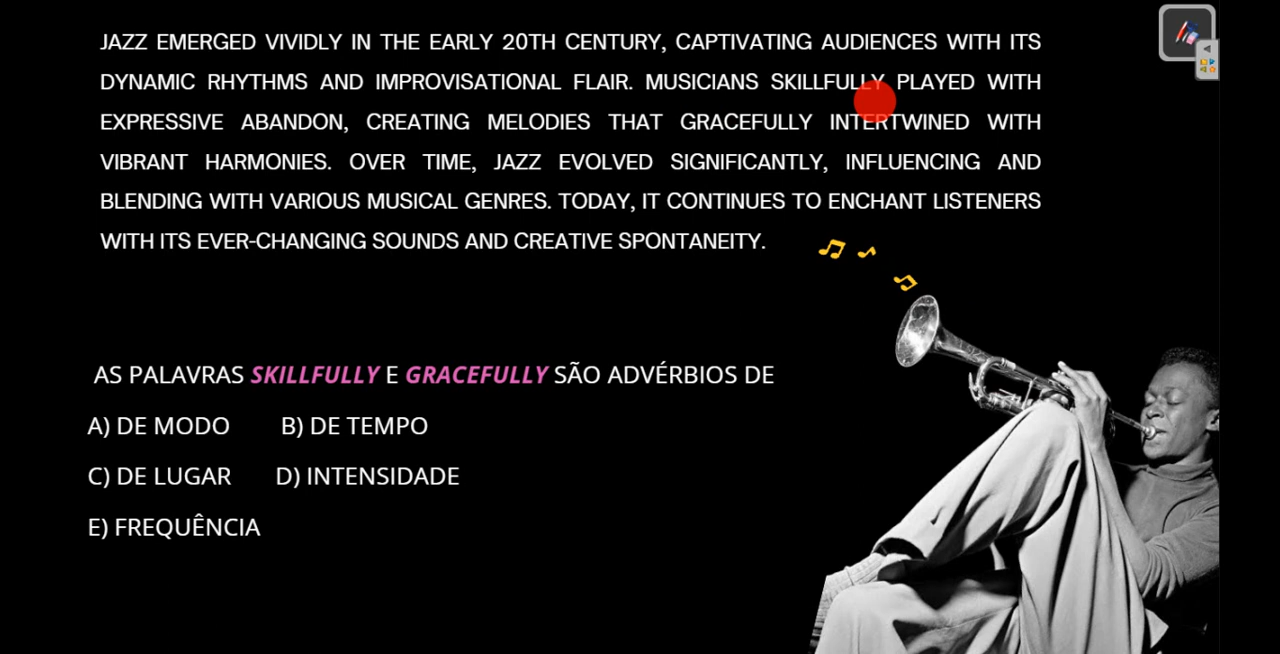 JAZZ EMERGED VIVIDLY IN THE EARLY 20TH CENTURY, CAPTIVATING AUDIENCES WITH ITS
DYNAMIC RHYTHMS AND IMPROVISATIONAL FLAIR. MUSICIANS SKILLFULLY PLAYED WITH
EXPRESSIVE ABANDON, CREATING MELODIES THAT GRACEFULLY INTERTWINED WITH
VIBRANT HARMONIES. OVER TIME, JAZZ EVOLVED SIGNIFICANTLY, INFLUENCING AND
BLENDING WITH VARIOUS MUSICAL GENRES. TODAY, IT CONTINUES TO ENCHANT LISTENERS
WITH ITS EVER-CHANGING SOUNDS AND CREATIVE SPONTANEITY.
AS PALAVRAS SKILLFULLY E GRACEFULLY SÃO ADVÉRBIOS DE
A) DE MODO B) DE TEMPO
C) DE LUGAR D) INTENSIDADE
E) FREQUÊNCIA